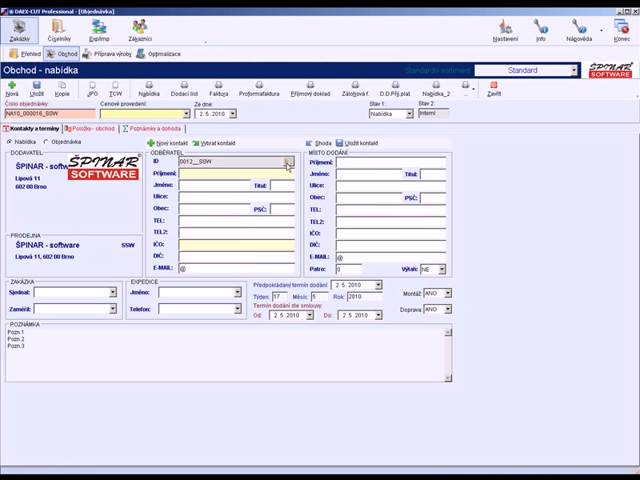 DAEX-CUT Professional - [Objednávka]
Zakázky Číselníky Exp/Imp Zákazníci Nastavení Info Nápověda Konec
Přehled Obchod Příprava výroby Optimalizace
Obchod - nabídka Standardní sortiment Standard
ŠPINAR SOFTWARE
Nová Uložit Kopie JPO TCW Nabídka Dodací list Faktura Proformafaktura Příjmový doklad Zálohová f. D.D.Přij.plat. Nabídka_2 ... Zavřít
Číslo objednávky: Cenové provedení: Ze dne: Stav 1: Stav 2:
NA10_000016_SSW 2. 5 .2010 Nabídka Interní
Kontakty a termíny Položky - obchod Poznámky a dohoda
Nabídka Objednávka Nový kontakt Vybrat kontakt Shoda Uložit kontakt
DODAVATEL
ŠPINAR - softw
ŠPINAR SOFTWARE
Lipová 11
602 00 Brno
PRODEJNA
ŠPINAR - software SSW
Lipová 11, 602 00 Brno
ODBĚRATEL
ID 0012__SSW
Příjmení:
Jméno: Titul:
Ulice:
Obec: PSČ:
TEL:
TEL2:
IČO:
DIČ:
E-MAIL: @
MÍSTO DODÁNÍ
Příjmení:
Jméno: Titul:
Ulice:
Obec: PSČ:
TEL:
TEL2:
IČO:
DIČ:
E-MAIL: @
Patro: 0 Výtah: NE
ZAKÁZKA
Sjednal:
Zaměřil:
EXPEDICE
Jméno:
Telefon:
Předpokládaný termín dodání: 2. 5 .2010
Týden: 17 Měsíc: 5 Rok: 2010
Termín dodání dle smlouvy:
Od: 2. 5 .2010 Do: 2. 5 .2010
Montáž: ANO
Doprava: ANO
POZNÁMKA
Pozn.1
Pozn.2
Pozn.3